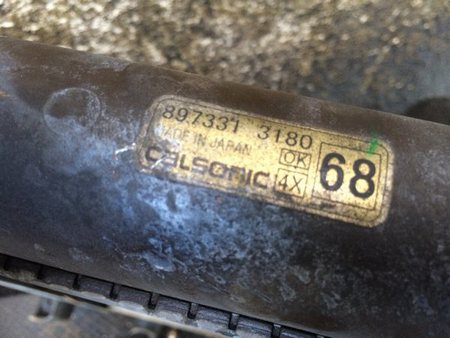 897331 3180
MADE IN JAPAN
OK
CALSONIC
4X
68